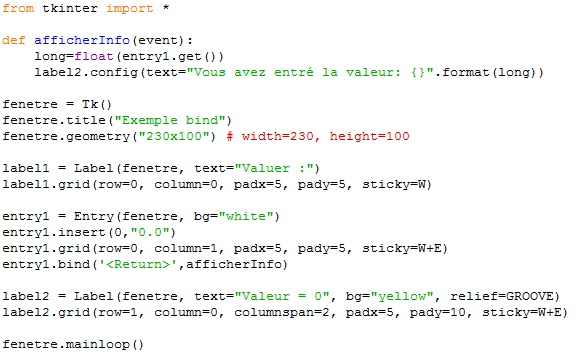 from tkinter import *
def afficherInfo(event):
    long=float(entry1.get())
    label2.config(text="Vous avez entré la valeur: {}".format(long))
fenetre = Tk()
fenetre.title("Exemple bind")
fenetre.geometry("230x100") # width=230, height=100
label1 = Label(fenetre, text="Valuer :")
label1.grid(row=0, column=0, padx=5, pady=5, sticky=W)
entry1 = Entry(fenetre, bg="white")
entry1.insert(0,"0.0")
entry1.grid(row=0, column=1, padx=5, pady=5, sticky=W+E)
entry1.bind('<Return>',afficherInfo)
label2 = Label(fenetre, text="Valeur = 0", bg="yellow", relief=GROOVE)
label2.grid(row=1, column=0, columnspan=2, padx=5, pady=10, sticky=W+E)
fenetre.mainloop()